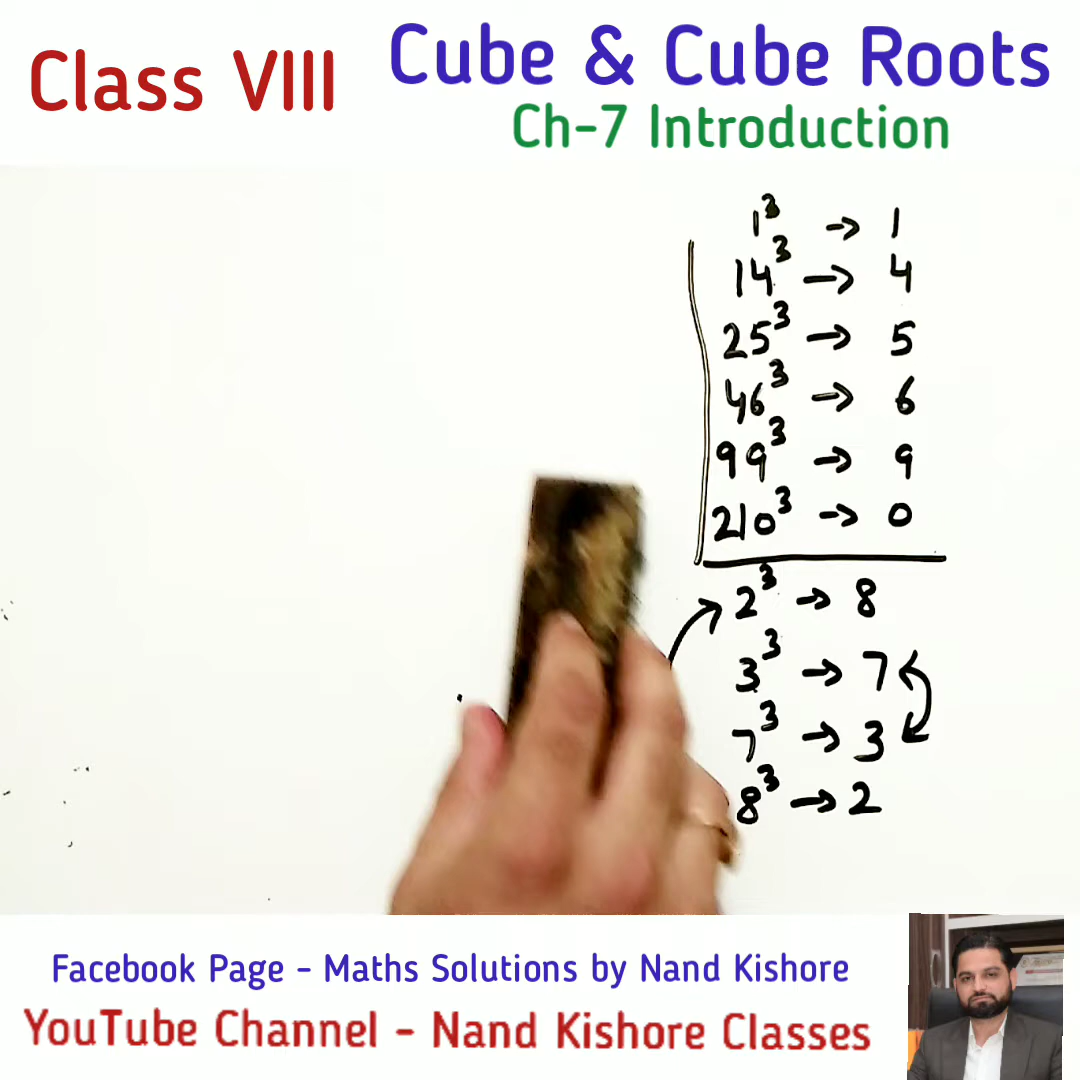 Class VIII
Cube & Cube Roots
Ch-7 Introduction
1³ → 1
14³ → 4
25³ → 5
46³ → 6
99³ → 9
210³ → 0
2³ → 8
3³ → 7
7³ → 3
8³ → 2
Facebook Page - Maths Solutions by Nand Kishore
YouTube Channel - Nand Kishore Classes